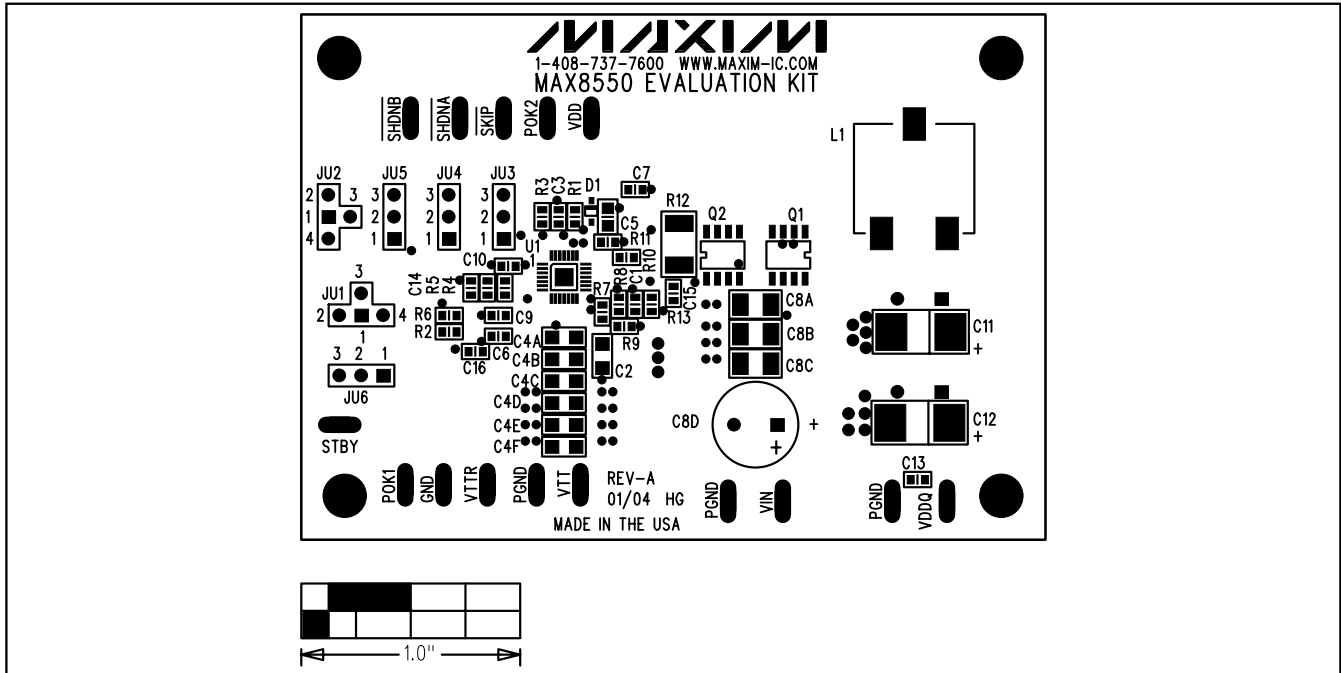 MAXIM
1-408-737-7600 WWW.MAXIM-IC.COM
MAX8550 EVALUATION KIT
SHDNB
SHDNA
SKIP
POK2
VDD
L1
JU2
2
1
4
3
JU5
3
2
1
JU4
3
2
1
JU3
3
2
1
R3
C3
R1
D1
C7
C5
R11
R12
Q2
Q1
U1
1
C10
C14
R5
R4
R10
R8
C1
R7
C15
R13
R9
JU1
3
2
1
4
R6
R2
C9
C6
C16
C4A
C4B
C4C
C4D
C4E
C4F
C2
C8A
C8B
C8C
C11
+
JU6
3 2 1
C8D
+
+
C12
+
STBY
C13
POK1
GND
VTTR
PGND
VTT
REV-A
01/04 HG
MADE IN THE USA
PGND
VIN
PGND
VDDQ
1.0"